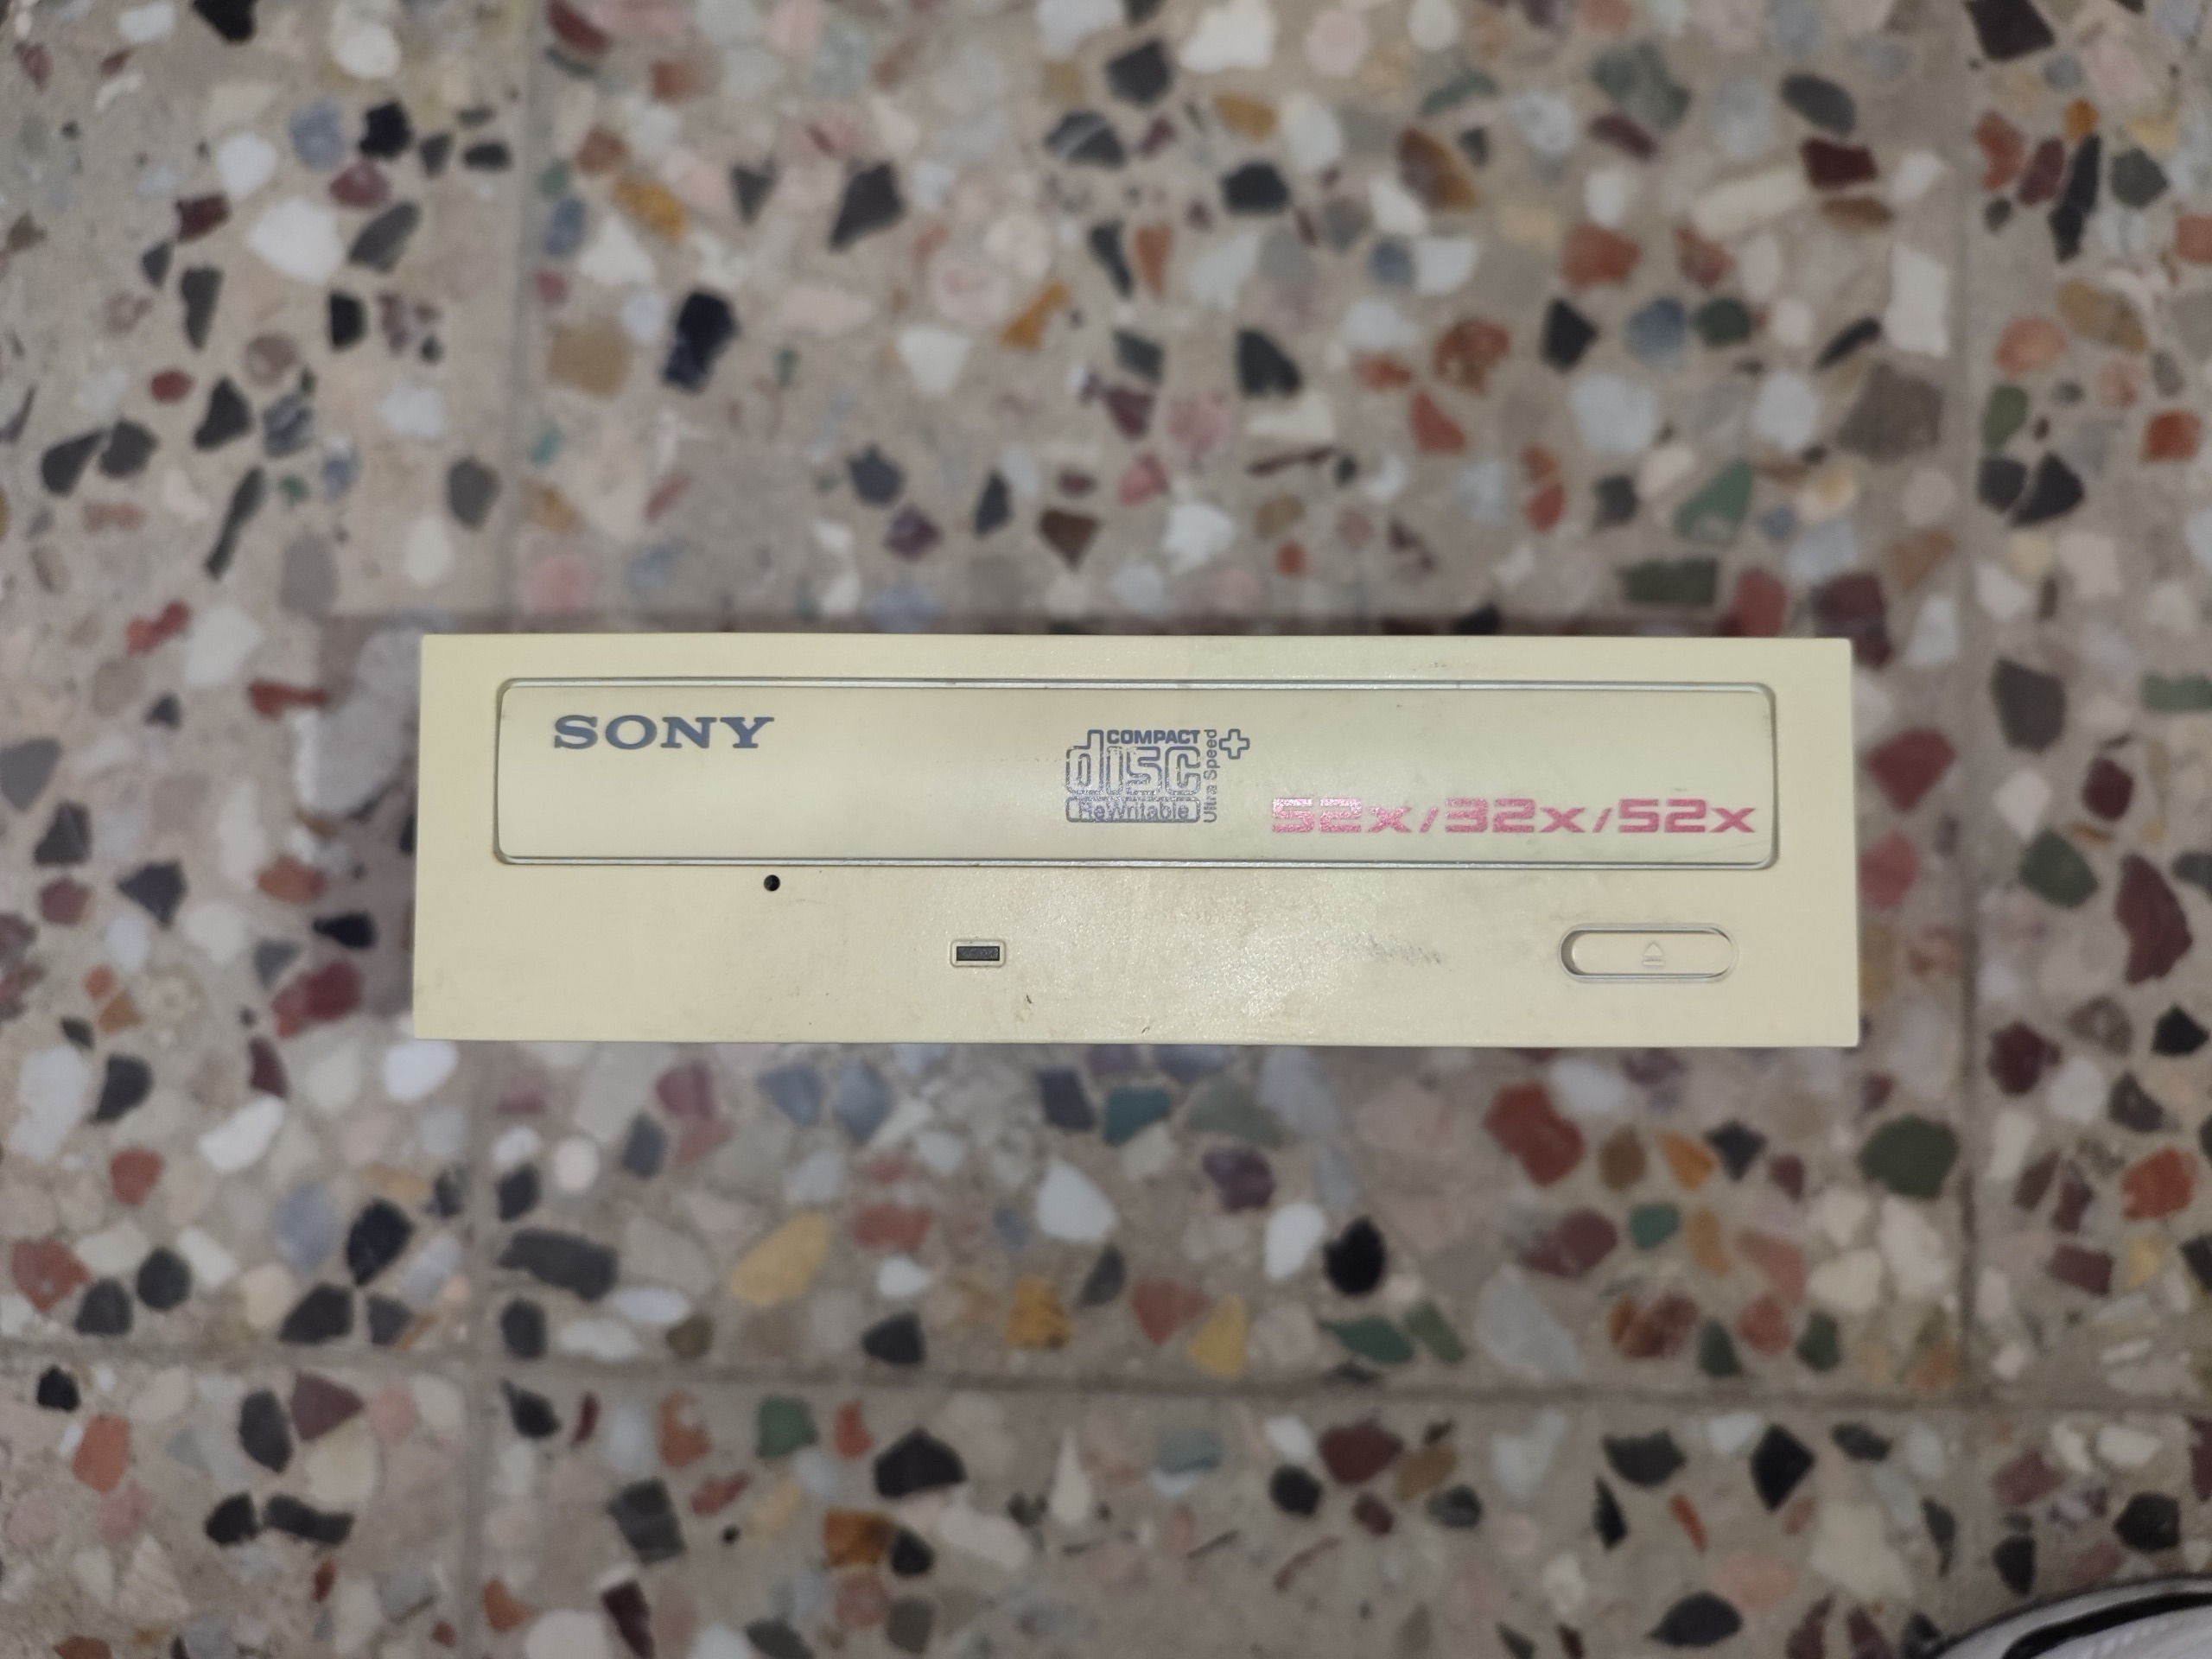 SONY
COMPACT
disc
ReWritable
Ultra Speed
+
52x/32x/52x